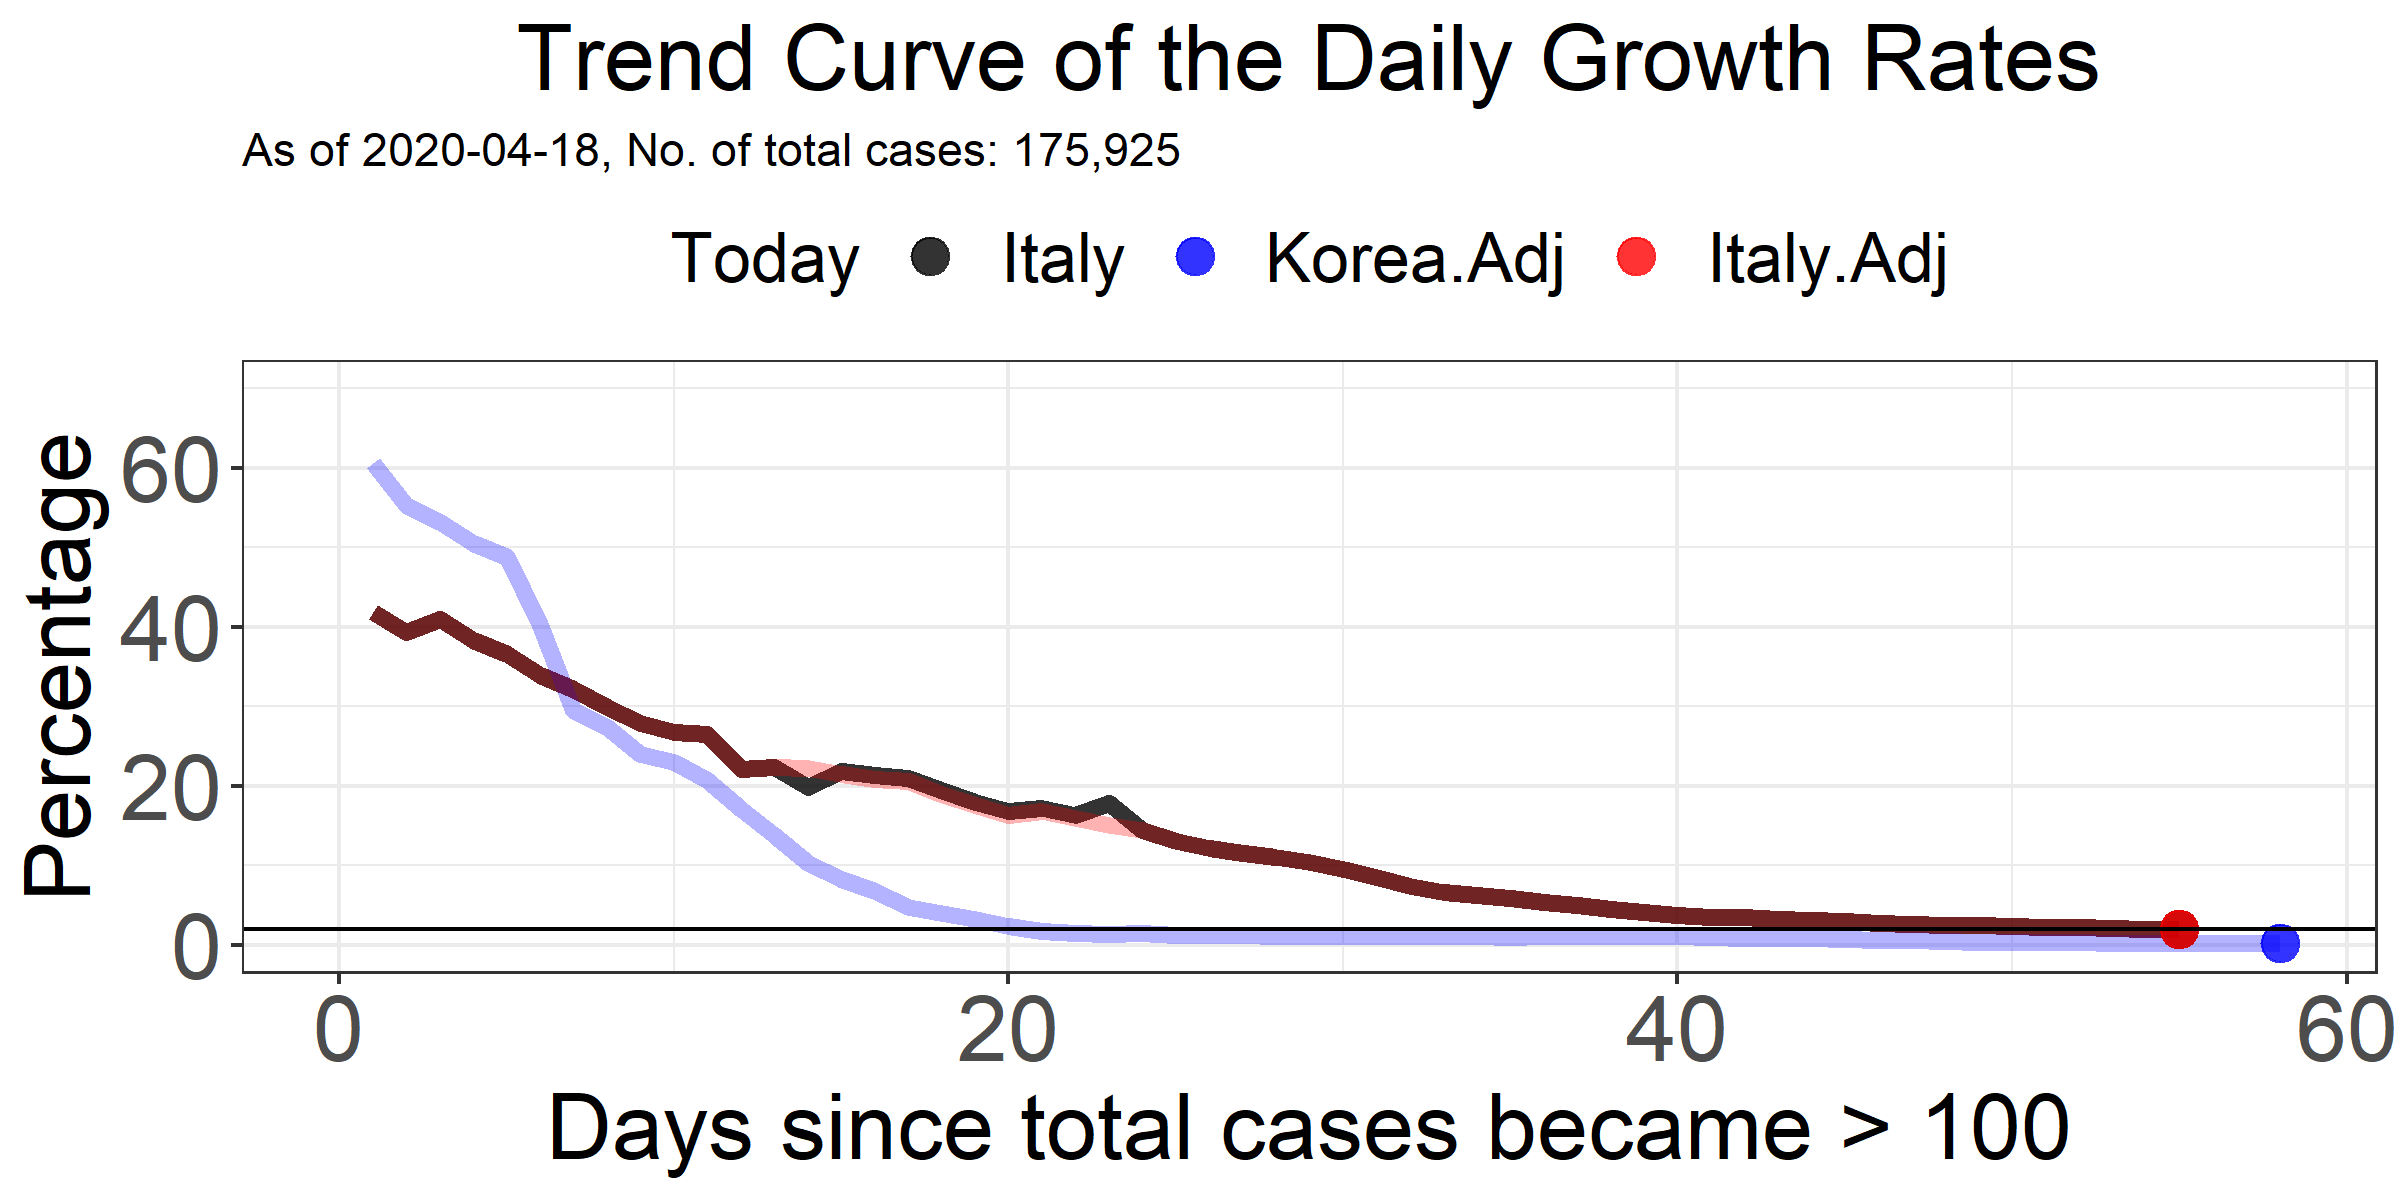 Trend Curve of the Daily Growth Rates
As of 2020-04-18, No. of total cases: 175,925
Today Italy Korea.Adj Italy.Adj
Percentage
60
40
20
0
0 20 40 60
Days since total cases became > 100